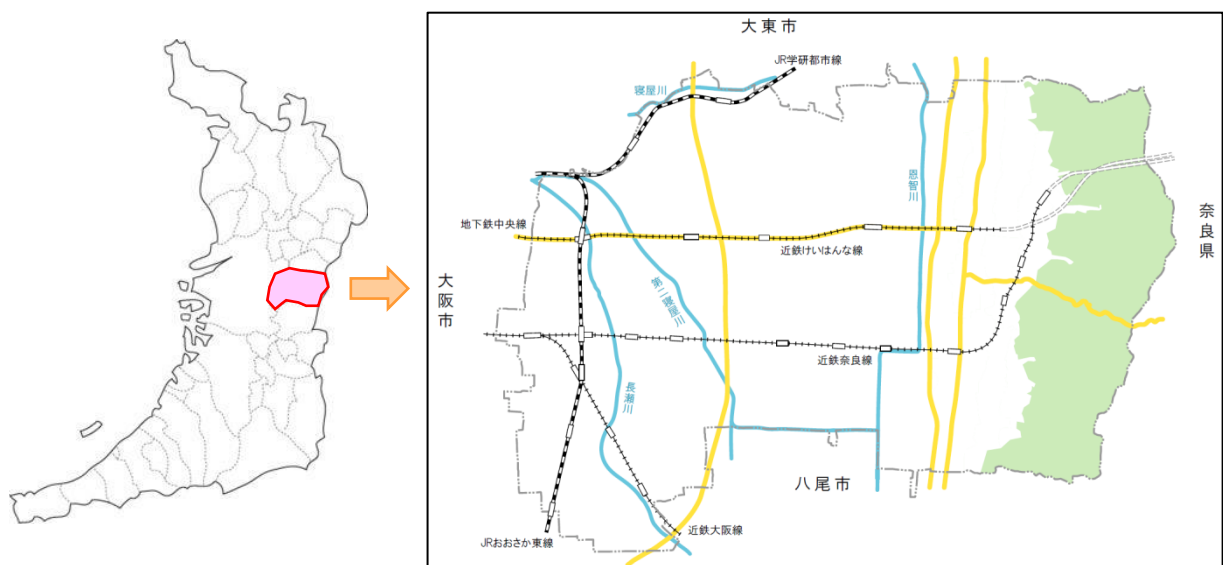 大東市
JR学研都市線
寝屋川
恩智川
地下鉄中央線
近鉄けいはんな線
奈良県
大阪市
第二寝屋川
近鉄奈良線
長瀬川
八尾市
近鉄大阪線
JRおおさか東線